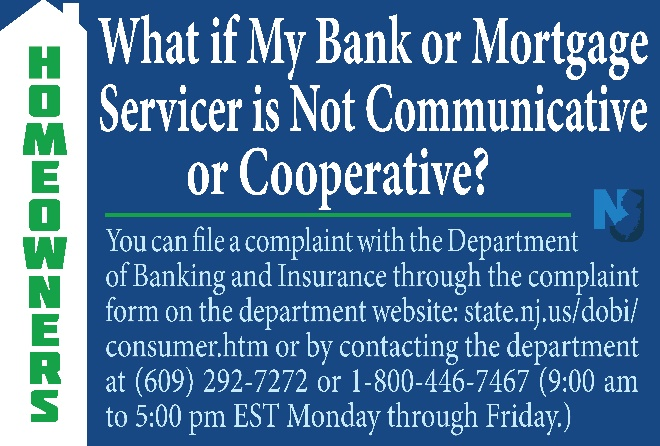 HOMEOWNERS
What if My Bank or Mortgage
Servicer is Not Communicative
or Cooperative?
NJ
You can file a complaint with the Department
of Banking and Insurance through the complaint
form on the department website: state.nj.us/dobi/
consumer.htm or by contacting the department
at (609) 292-7272 or 1-800-446-7467 (9:00 am
to 5:00 pm EST Monday through Friday.)